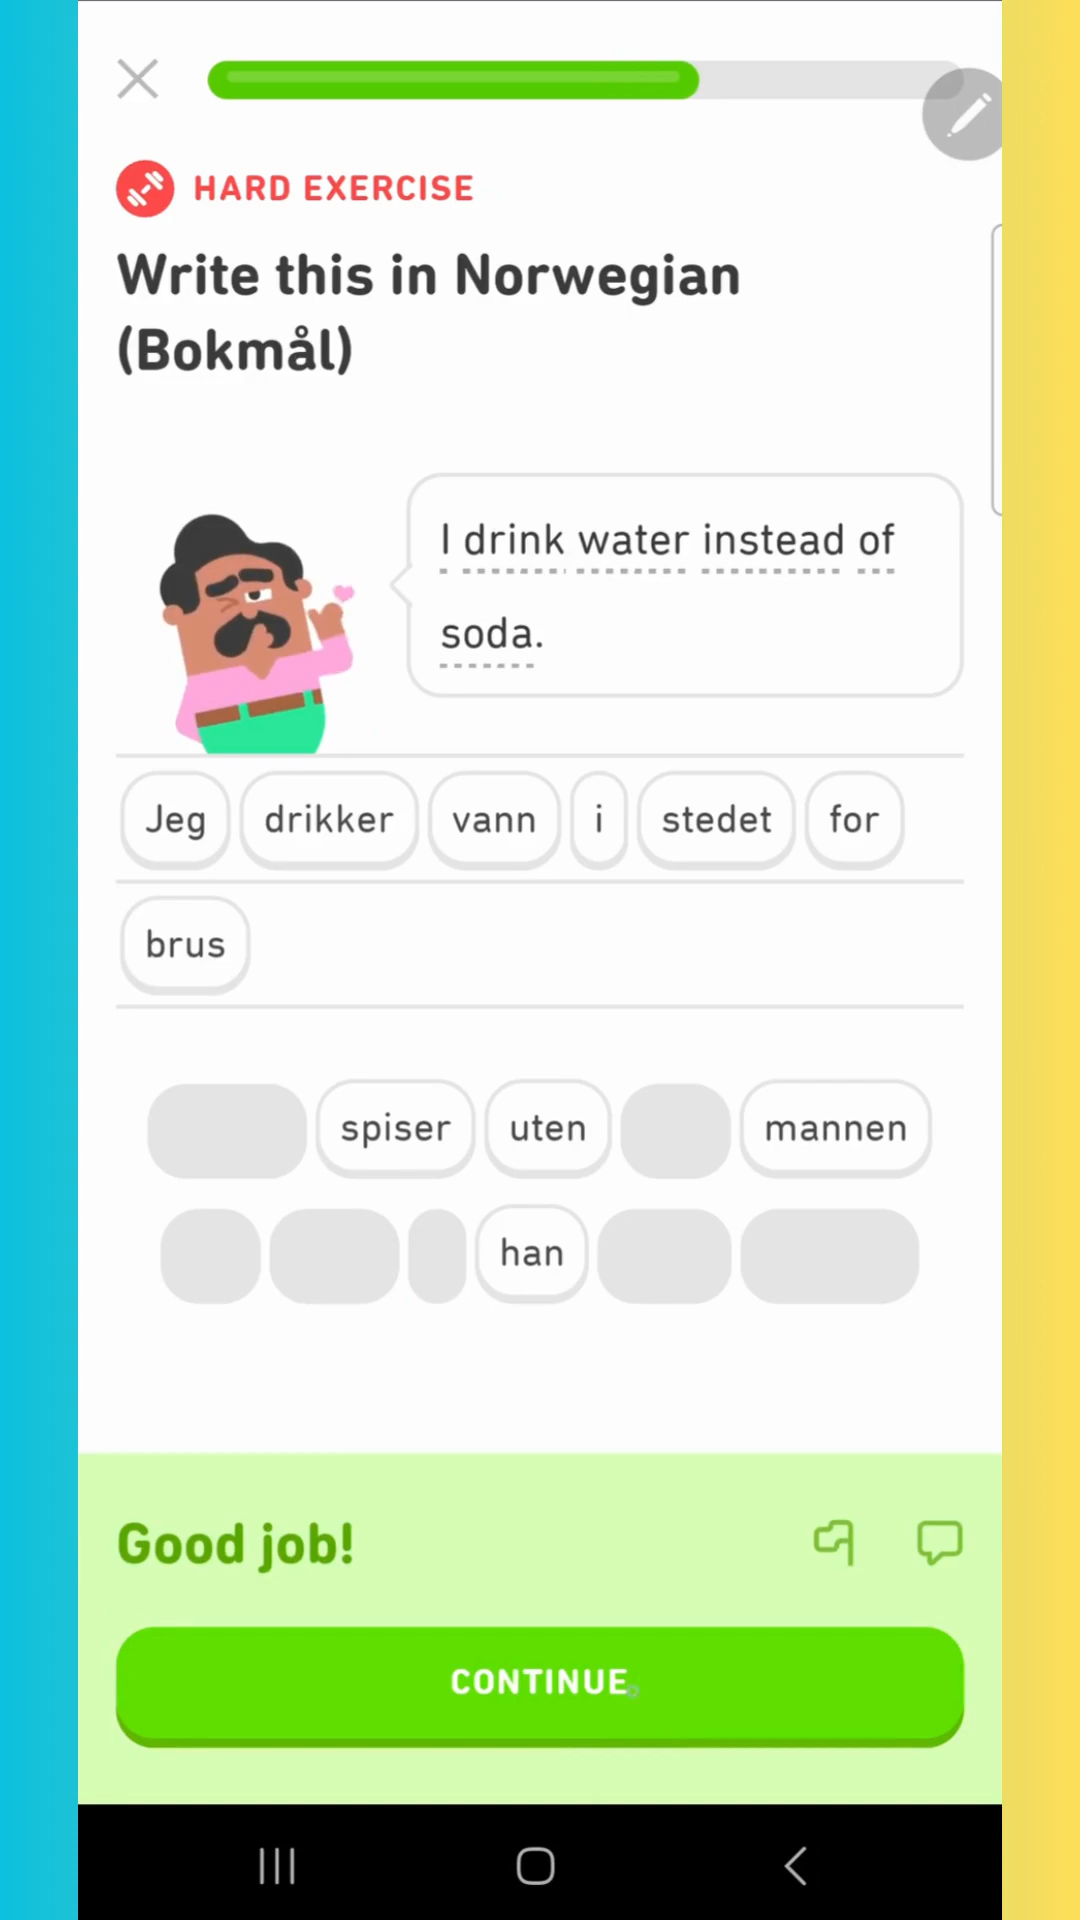 HARD EXERCISE
Write this in Norwegian
(Bokmål)
I drink water instead of
soda.
Jeg drikker vann i stedet for
brus
spiser uten mannen
han
Good job!
CONTINUE